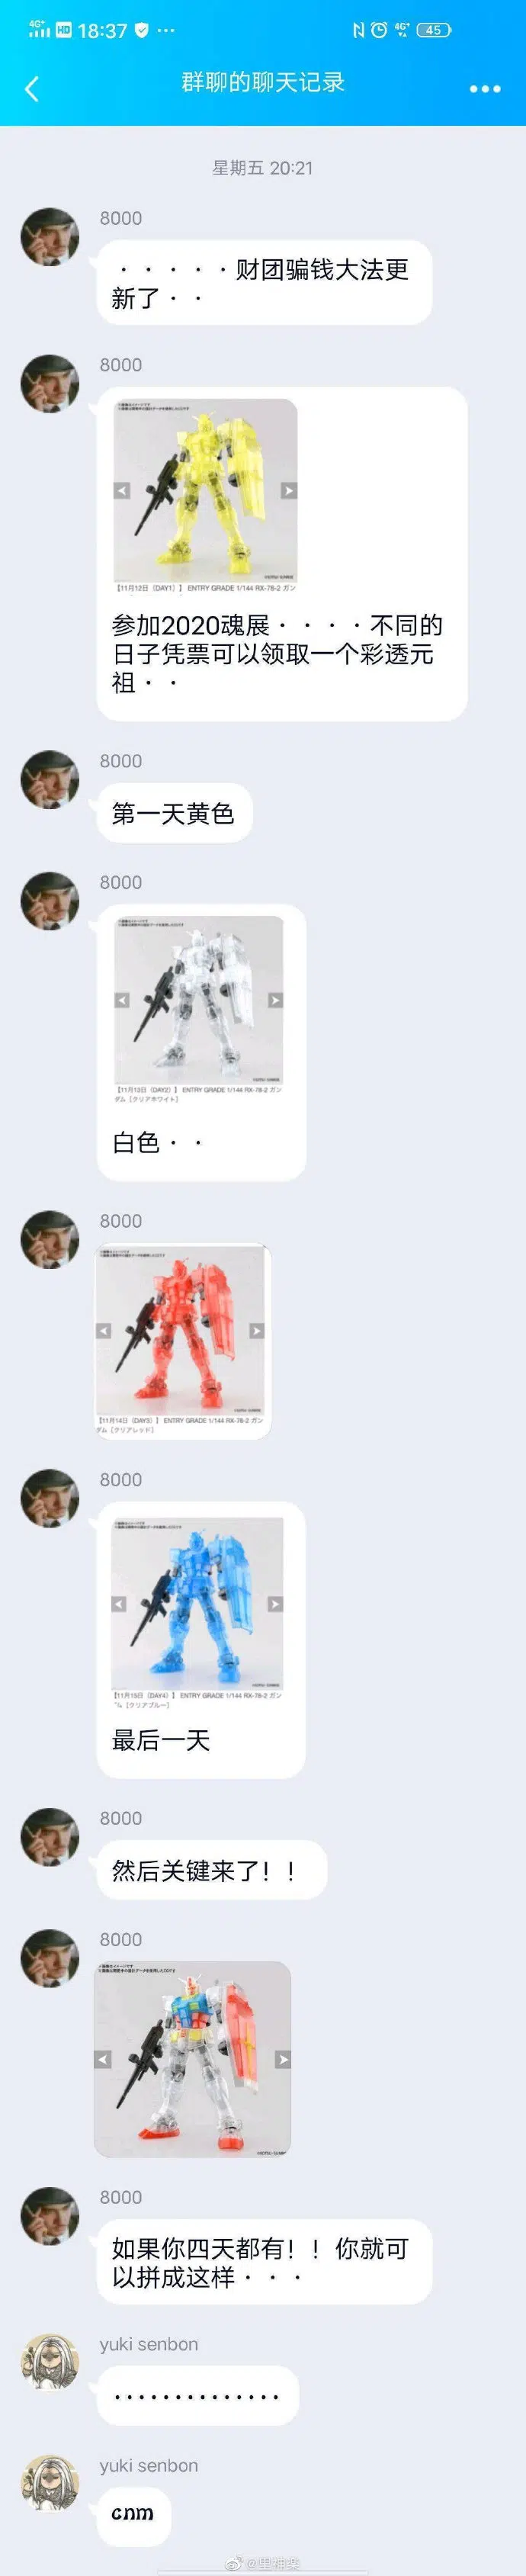 4G+ HD 18:37 4G+ 45
群聊的聊天记录
星期五 20:21
8000
· · · · · 财团骗钱大法更
新了 · ·
8000
【11月12日（DAY1）】 ENTRY GRADE 1/144 RX-78-2 ガン
参加2020魂展 · · · · 不同的
日子凭票可以领取一个彩透元
祖 · ·
8000
第一天黄色
8000
【11月13日（DAY2）】 ENTRY GRADE 1/144 RX-78-2 ガン
ダム［クリアホワイト］
白色 · ·
8000
【11月14日（DAY3）】 ENTRY GRADE 1/144 RX-78-2 ガン
ダム［クリアレッド］
8000
【11月15日（DAY4）】 ENTRY GRADE 1/144 RX-78-2 ガン
ダム［クリアブルー］
最后一天
8000
然后关键来了！！
8000
8000
如果你四天都有！！你就可
以拼成这样 · · ·
yuki senbon
· · · · · · · · · · · · · ·
yuki senbon
cnm